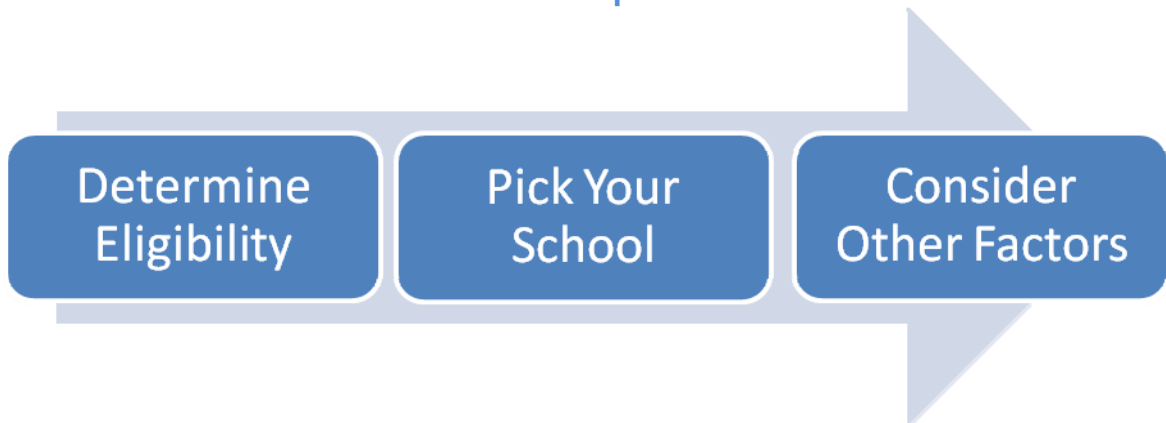 Determine
Eligibility
Pick Your
School
Consider
Other Factors